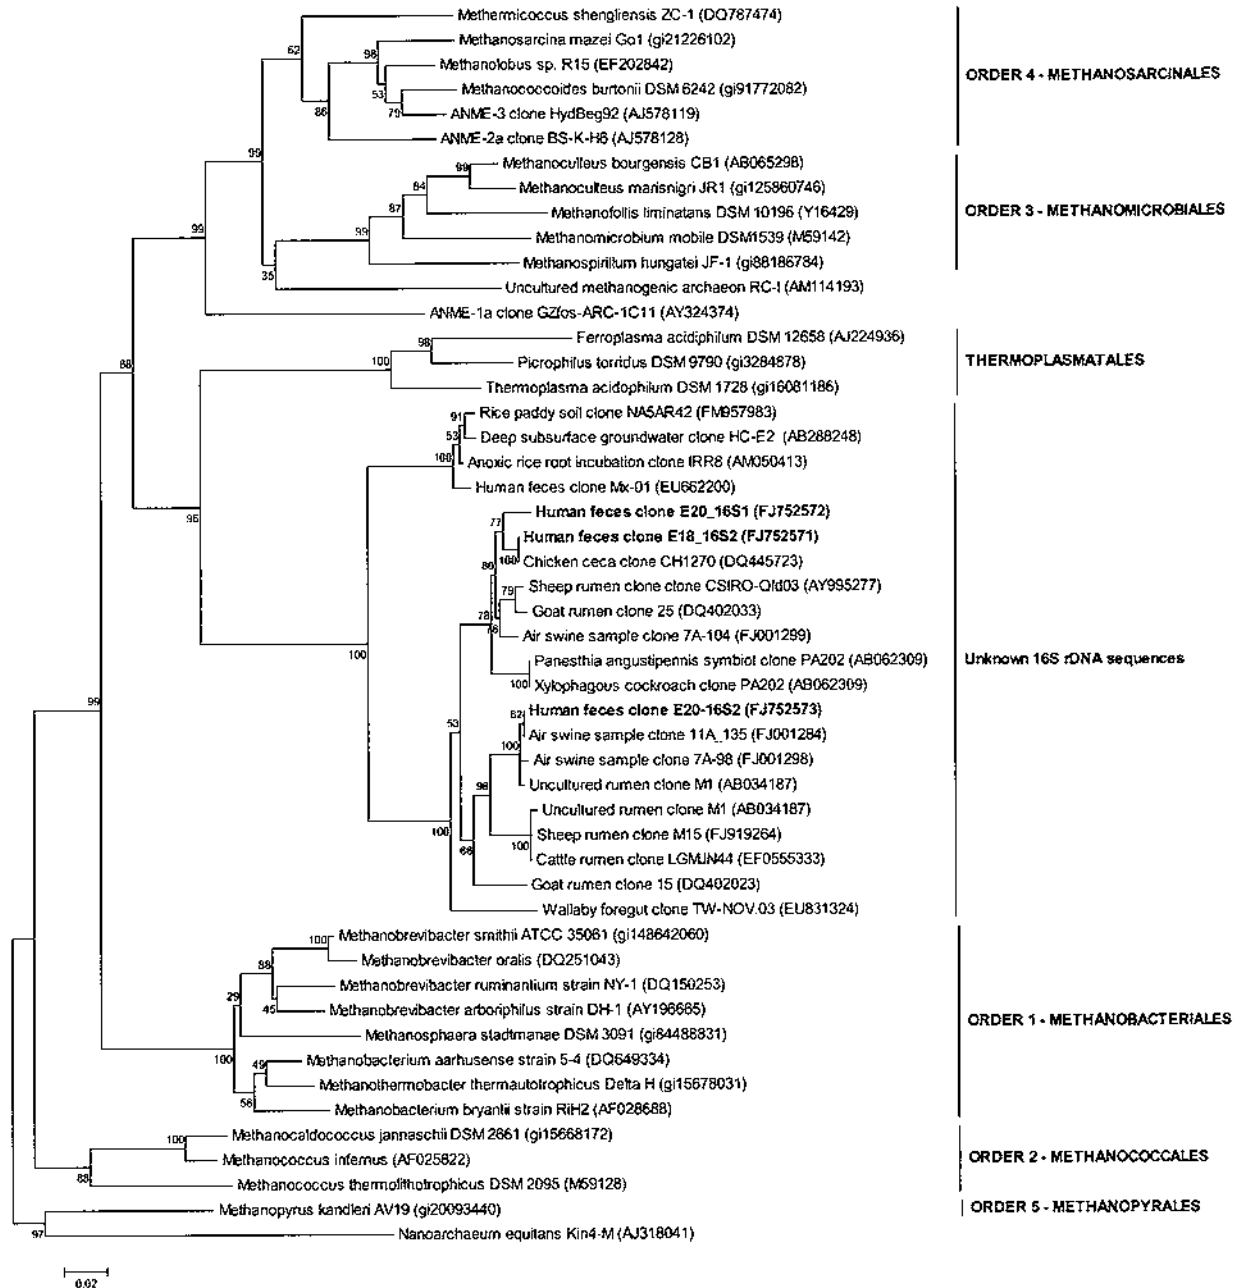 Methermicoccus shengliensis ZC-1 (DQ787474)
62
Methanosarcina mazei Go1 (gi21226102)
98
Methanolobus sp. R15 (EF202842)
ORDER 4 - METHANOSARCINALES
Methanococcoides burtonii DSM 6242 (gi91772082)
53
79
ANME-3 clone HydBeg92 (AJ578119)
86
ANME-2a clone BS-K-H6 (AJ578128)
99
Methanoculleus bourgensis CB1 (AB065298)
99
Methanoculleus marisnigri JR1 (gi125860746)
84
Methanofollis liminatans DSM 10196 (Y16429)
ORDER 3 - METHANOMICROBIALES
87
99
Methanomicrobium mobile DSM1539 (M59142)
99
Methanospirillum hungatei JF-1 (gi88186784)
35
Uncultured methanogenic archaeon RC-I (AM114193)
ANME-1a clone GZfos-ARC-1C11 (AY324374)
Ferroplasma acidiphilum DSM 12658 (AJ224936)
98
88
100
Picrophilus torridus DSM 9790 (gi3284878)
THERMOPLASMATALES
Thermoplasma acidophilum DSM 1728 (gi16081186)
91
Rice paddy soil clone NA5AR42 (FM957983)
53
Deep subsurface groundwater clone HC-E2 (AB288248)
100
Anoxic rice root incubation clone IRR8 (AM050413)
Human feces clone Mx-01 (EU662200)
95
77
Human feces clone E20_16S1 (FJ752572)
Human feces clone E18_16S2 (FJ752571)
100
Chicken ceca clone CH1270 (DQ445723)
86
79
Sheep rumen clone clone CSIRO-Qld03 (AY995277)
Goat rumen clone 25 (DQ402033)
78
76
Air swine sample clone 7A-104 (FJ001299)
100
Panesthia angustipennis symbiot clone PA202 (AB062309)
Unknown 16S rDNA sequences
100
Xylophagous cockroach clone PA202 (AB062309)
99
53
62
Human feces clone E20-16S2 (FJ752573)
Air swine sample clone 11A_135 (FJ001284)
100
Air swine sample clone 7A-98 (FJ001298)
98
Uncultured rumen clone M1 (AB034187)
Uncultured rumen clone M1 (AB034187)
100
Sheep rumen clone M15 (FJ919264)
100
66
Cattle rumen clone LGMJN44 (EF0555333)
Goat rumen clone 15 (DQ402023)
Wallaby foregut clone TW-NOV.03 (EU831324)
100
Methanobrevibacter smithii ATCC 35061 (gi148642060)
Methanobrevibacter oralis (DQ251043)
88
Methanobrevibacter ruminantium strain NY-1 (DQ150253)
29
45
Methanobrevibacter arboriphilus strain DH-1 (AY196665)
ORDER 1 - METHANOBACTERIALES
Methanosphaera stadtmanae DSM 3091 (gi84488831)
100
49
Methanobacterium aarhusense strain 5-4 (DQ649334)
Methanothermobacter thermautotrophicus Delta H (gi15678031)
56
Methanobacterium bryantii strain RiH2 (AF028688)
100
Methanocaldococcus jannaschii DSM 2661 (gi15668172)
Methanococcus infernus (AF025822)
ORDER 2 - METHANOCOCCALES
88
Methanococcus thermolithotrophicus DSM 2095 (M59128)
Methanopyrus kandleri AV19 (gi20093440)
ORDER 5 - METHANOPYRALES
97
Nanoarchaeum equitans Kin4-M (AJ318041)
0.02